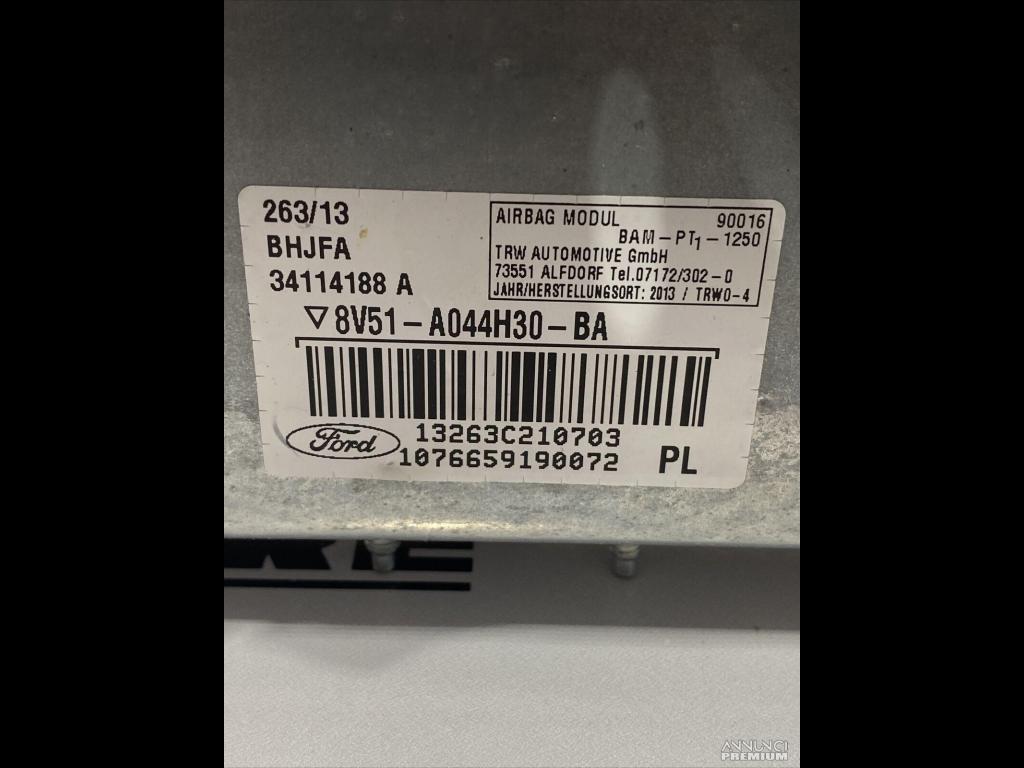 263/13
BHJFA
34114188 A
AIRBAG MODUL 90016
BAM-PT1-1250
TRW AUTOMOTIVE GmbH
73551 ALFDORF Tel.07172/302-0
JAHR/HERSTELLUNGSORT: 2013 / TRWO-4
▽8V51-A044H30-BA
Ford
13263C210703
1076659190072
PL
ANNUNCI
PREMIUM